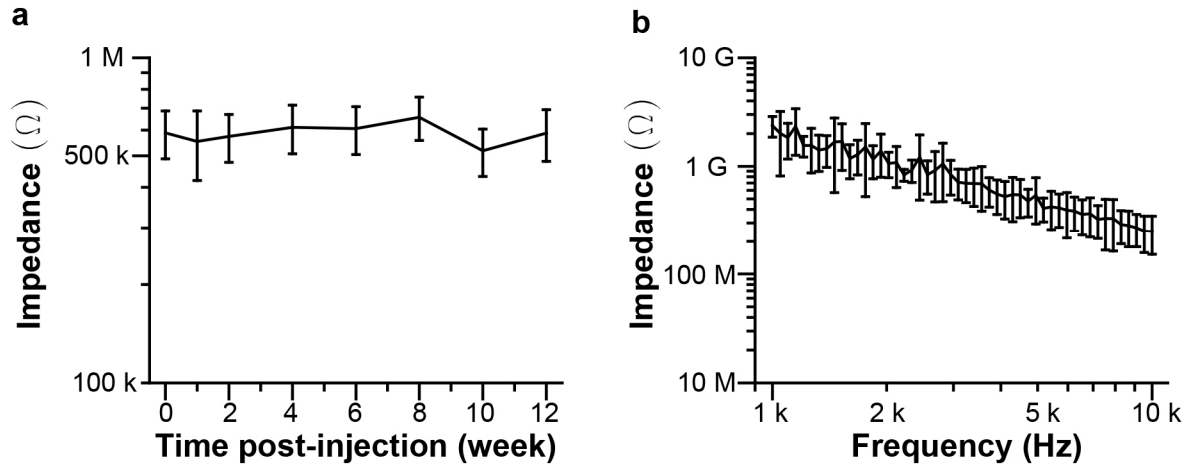 a
1 M
500 k
100 k
Impedance (Ω)
0 2 4 6 8 10 12
Time post-injection (week)
b
10 G
1 G
100 M
10 M
Impedance (Ω)
1 k 2 k 5 k 10 k
Frequency (Hz)